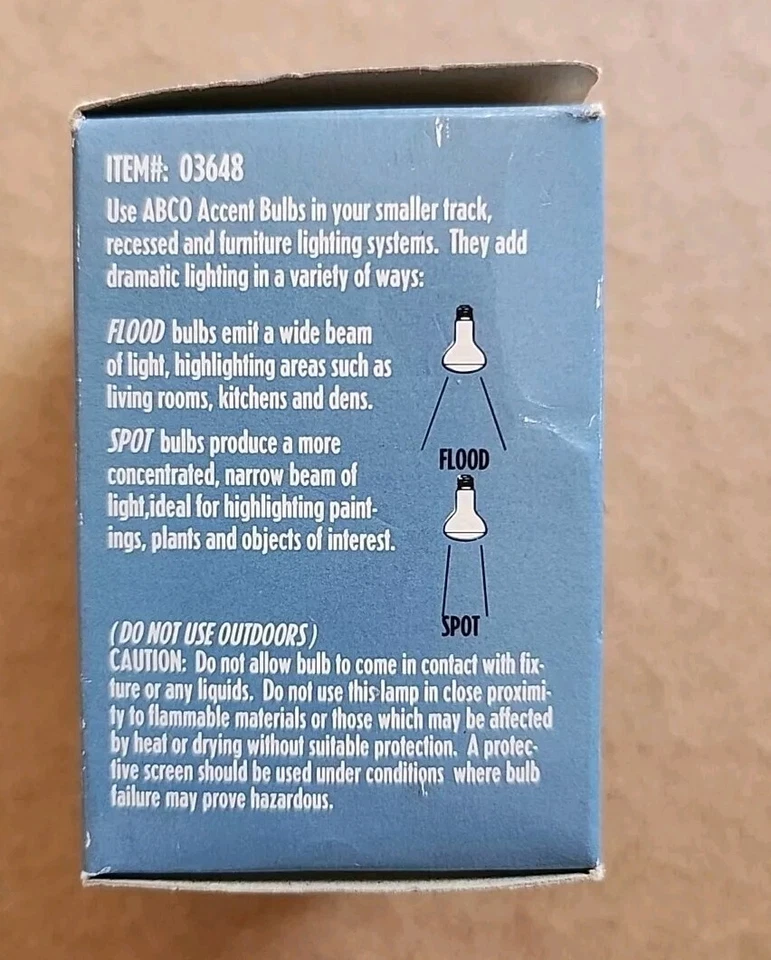 ITEM#: 03648
Use ABCO Accent Bulbs in your smaller track,
recessed and furniture lighting systems. They add
dramatic lighting in a variety of ways:
FLOOD bulbs emit a wide beam
of light, highlighting areas such as
living rooms, kitchens and dens.
FLOOD
SPOT bulbs produce a more
concentrated, narrow beam of
light,ideal for highlighting paint-
ings, plants and objects of interest.
SPOT
(DO NOT USE OUTDOORS)
CAUTION: Do not allow bulb to come in contact with fix-
ture or any liquids. Do not use this lamp in close proximi-
ty to flammable materials or those which may be affected
by heat or drying without suitable protection. A protec-
tive screen should be used under conditions where bulb
failure may prove hazardous.